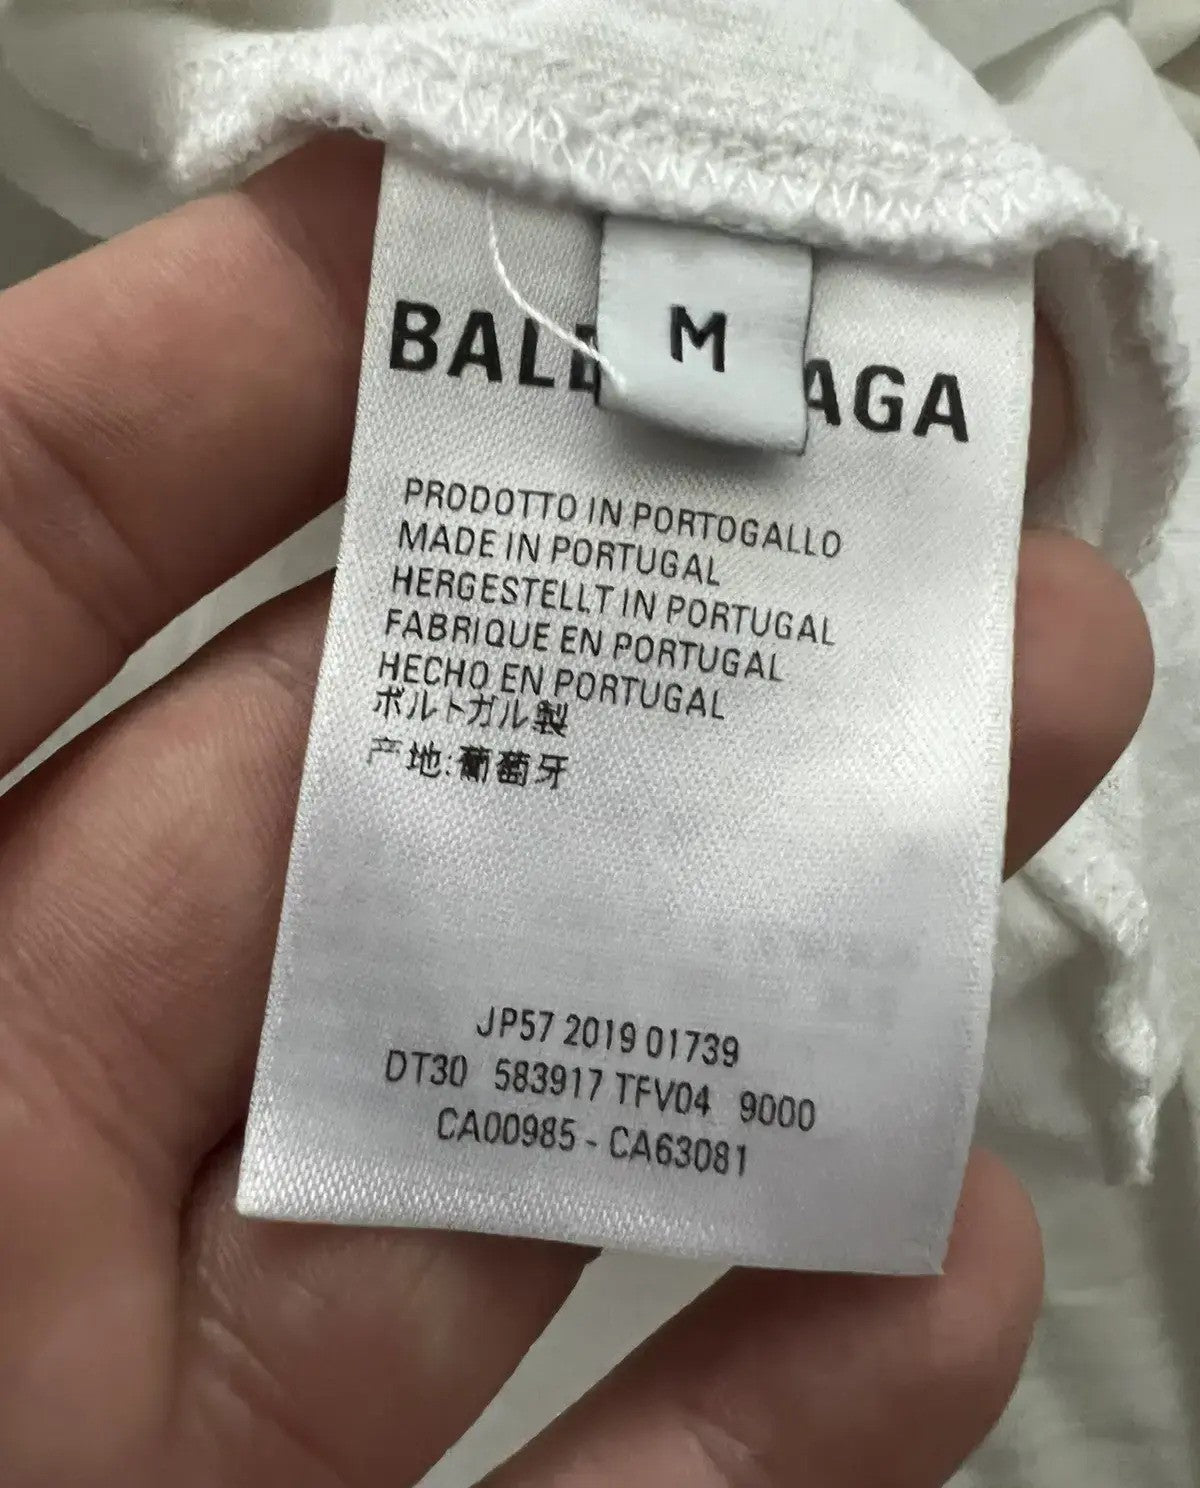 M
BALE AGA
PRODOTTO IN PORTOGALLO
MADE IN PORTUGAL
HERGESTELLT IN PORTUGAL
FABRIQUE EN PORTUGAL
HECHO EN PORTUGAL
ポルトガル製
产地:葡萄牙
JP57 2019 01739
DT30 583917 TFV04 9000
CA00985 - CA63081